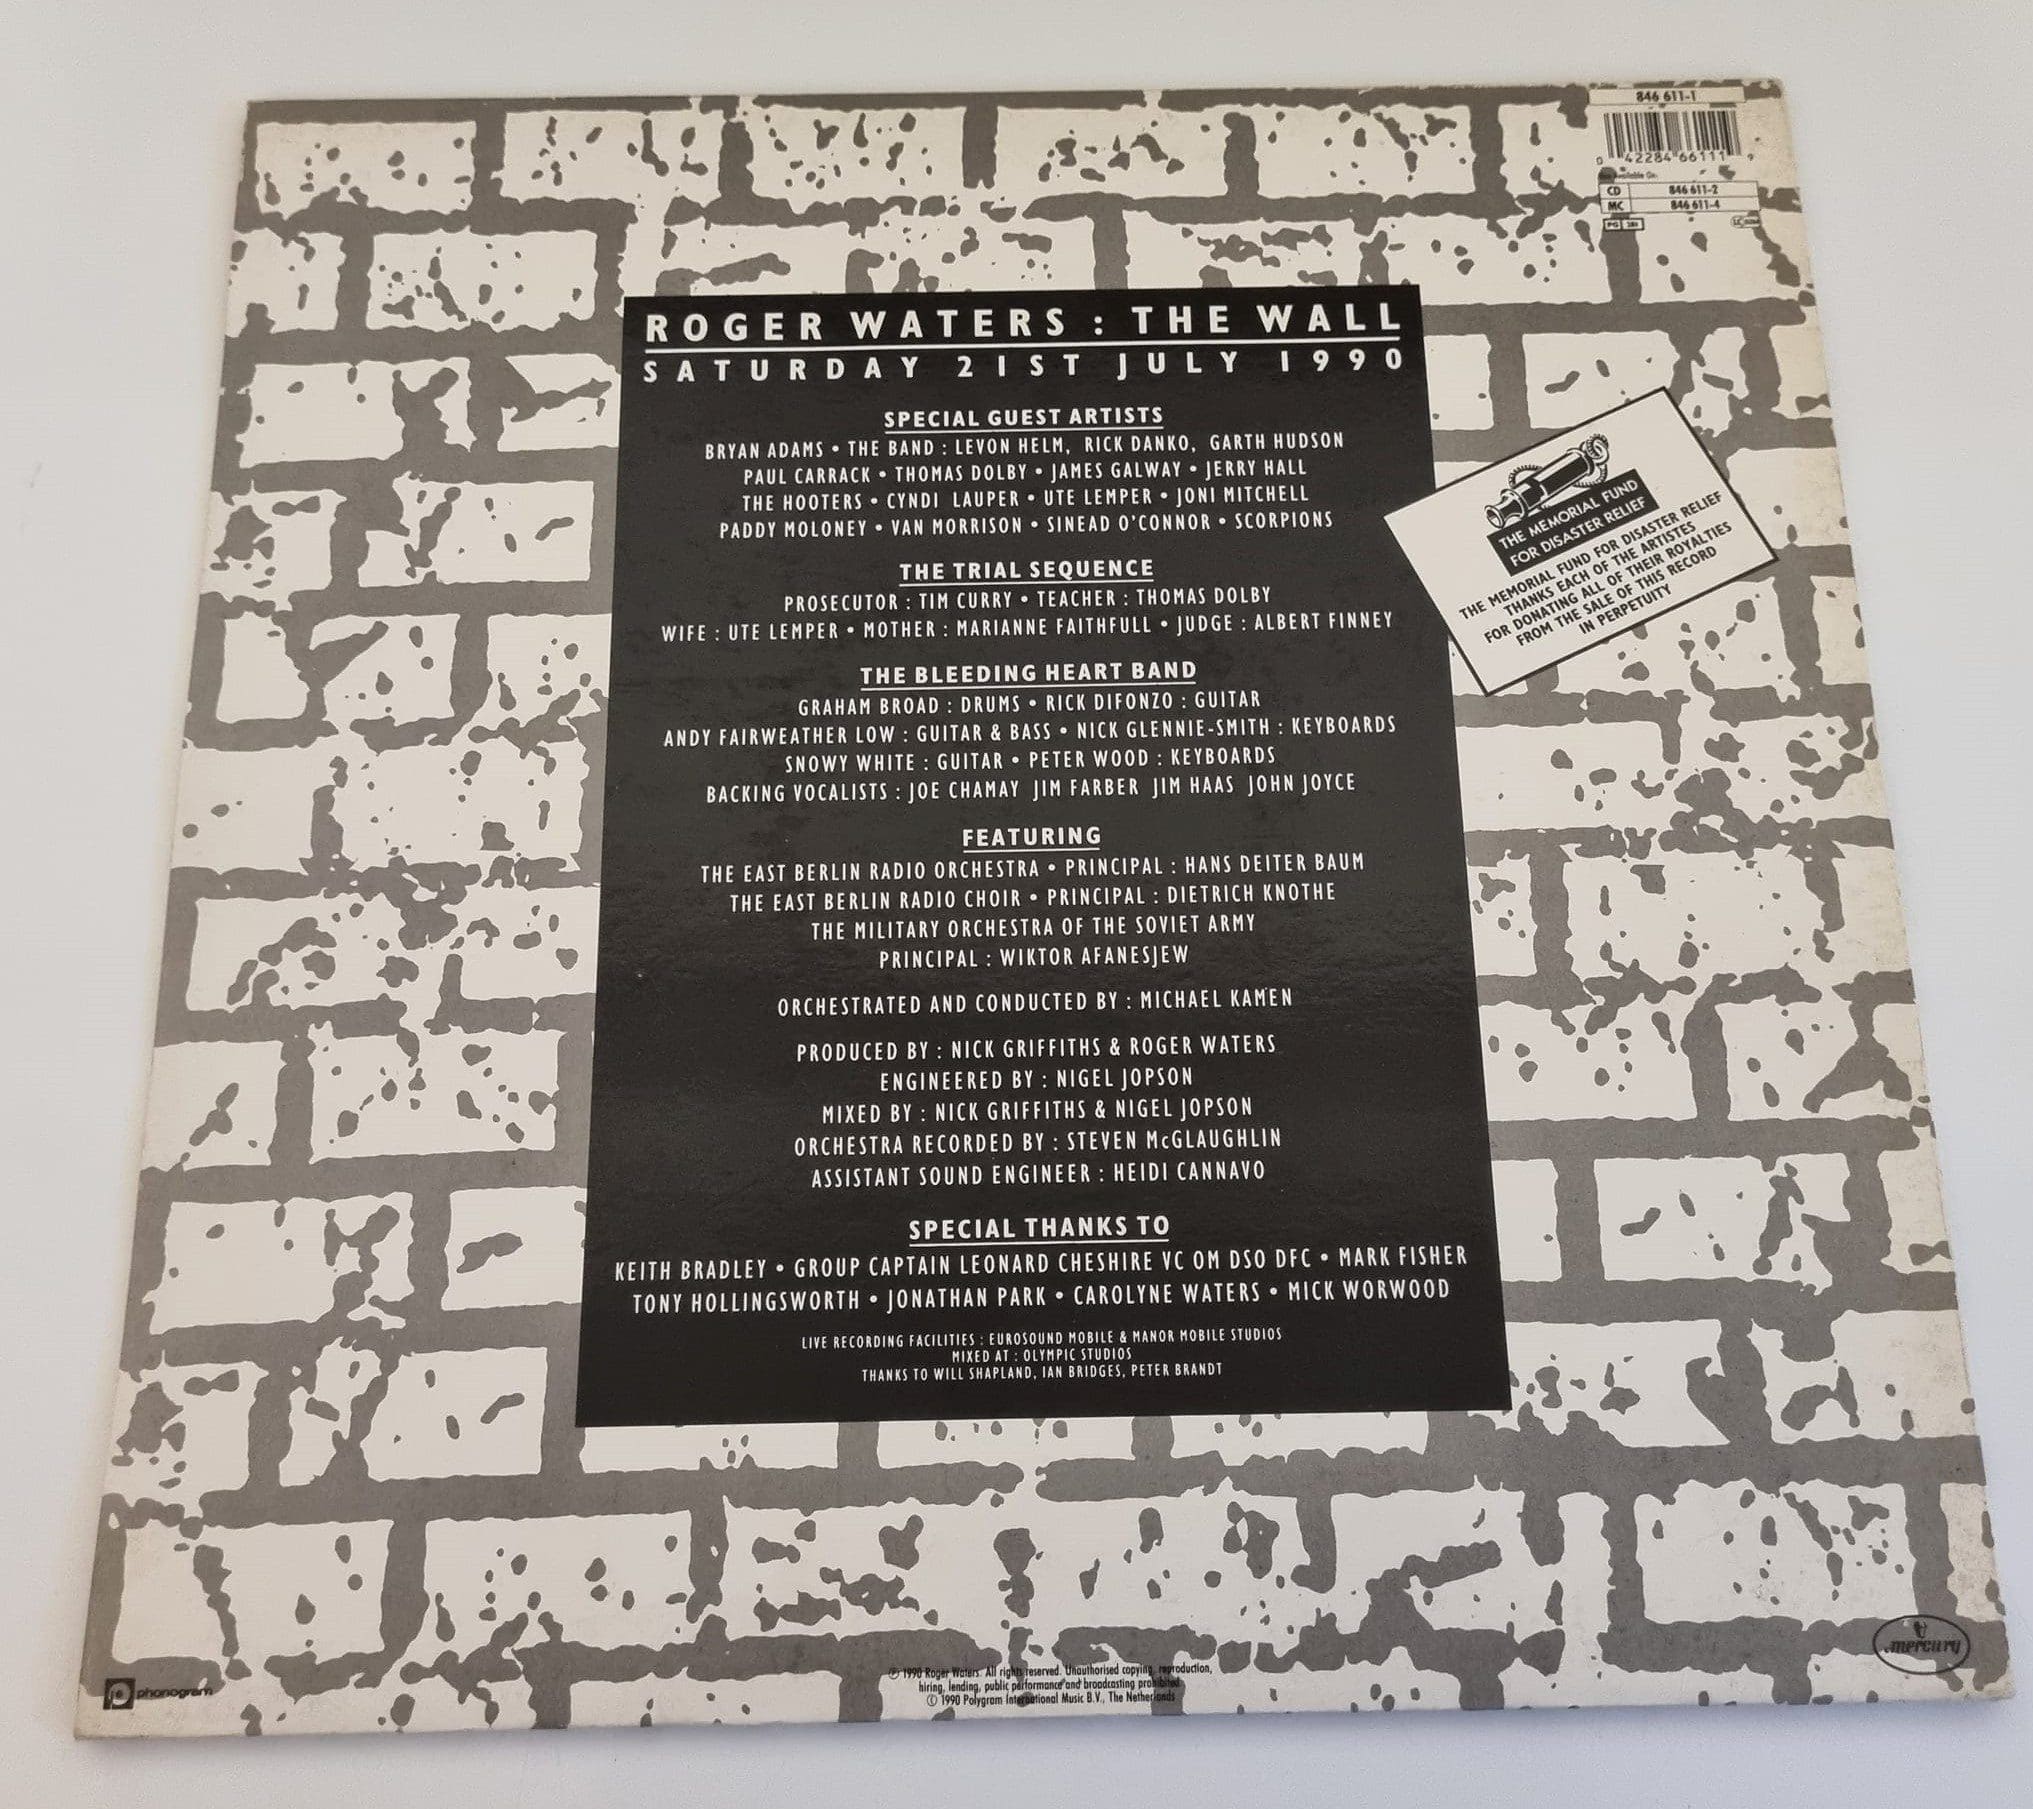 846 611-1
0 42284 66111 9
Also Available On:
CD 846 611-2
MC 846 611-4
ROGER WATERS : THE WALL
SATURDAY 21ST JULY 1990
SPECIAL GUEST ARTISTS
BRYAN ADAMS • THE BAND : LEVON HELM, RICK DANKO, GARTH HUDSON
PAUL CARRACK • THOMAS DOLBY • JAMES GALWAY • JERRY HALL
THE HOOTERS • CYNDI LAUPER • UTE LEMPER • JONI MITCHELL
PADDY MOLONEY • VAN MORRISON • SINEAD O'CONNOR • SCORPIONS
THE TRIAL SEQUENCE
PROSECUTOR : TIM CURRY • TEACHER : THOMAS DOLBY
WIFE : UTE LEMPER • MOTHER : MARIANNE FAITHFULL • JUDGE : ALBERT FINNEY
THE BLEEDING HEART BAND
GRAHAM BROAD : DRUMS • RICK DIFONZO : GUITAR
ANDY FAIRWEATHER LOW : GUITAR & BASS • NICK GLENNIE-SMITH : KEYBOARDS
SNOWY WHITE : GUITAR • PETER WOOD : KEYBOARDS
BACKING VOCALISTS : JOE CHAMAY JIM FARBER JIM HAAS JOHN JOYCE
FEATURING
THE EAST BERLIN RADIO ORCHESTRA • PRINCIPAL : HANS DEITER BAUM
THE EAST BERLIN RADIO CHOIR • PRINCIPAL : DIETRICH KNOTHE
THE MILITARY ORCHESTRA OF THE SOVIET ARMY
PRINCIPAL : WIKTOR AFANESJEW
ORCHESTRATED AND CONDUCTED BY : MICHAEL KAMEN
PRODUCED BY : NICK GRIFFITHS & ROGER WATERS
ENGINEERED BY : NIGEL JOPSON
MIXED BY : NICK GRIFFITHS & NIGEL JOPSON
ORCHESTRA RECORDED BY : STEVEN McGLAUGHLIN
ASSISTANT SOUND ENGINEER : HEIDI CANNAVO
SPECIAL THANKS TO
KEITH BRADLEY • GROUP CAPTAIN LEONARD CHESHIRE VC OM DSO DFC • MARK FISHER
TONY HOLLINGSWORTH • JONATHAN PARK • CAROLYNE WATERS • MICK WORWOOD
LIVE RECORDING FACILITIES : EUROSOUND MOBILE & MANOR MOBILE STUDIOS
MIXED AT : OLYMPIC STUDIOS
THANKS TO WILL SHAPLAND, IAN BRIDGES, PETER BRANDT
THE MEMORIAL FUND
FOR DISASTER RELIEF
THE MEMORIAL FUND FOR DISASTER RELIEF
THANKS EACH OF THE ARTISTES
FOR DONATING ALL OF THEIR ROYALTIES
FROM THE SALE OF THIS RECORD
IN PERPETUITY
phonogram
℗ 1990 Roger Waters. All rights reserved. Unauthorised copying, reproduction,
hiring, lending, public performance and broadcasting prohibited.
© 1990 Polygram International Music B.V., The Netherlands
mercury